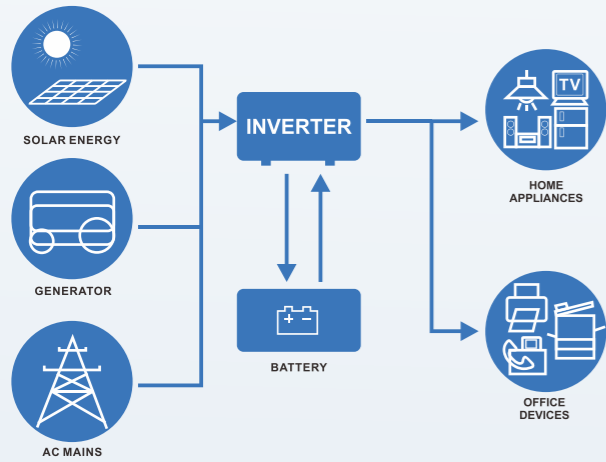 SOLAR ENERGY
GENERATOR
AC MAINS
INVERTER
+ −
BATTERY
TV
HOME
APPLIANCES
OFFICE
DEVICES